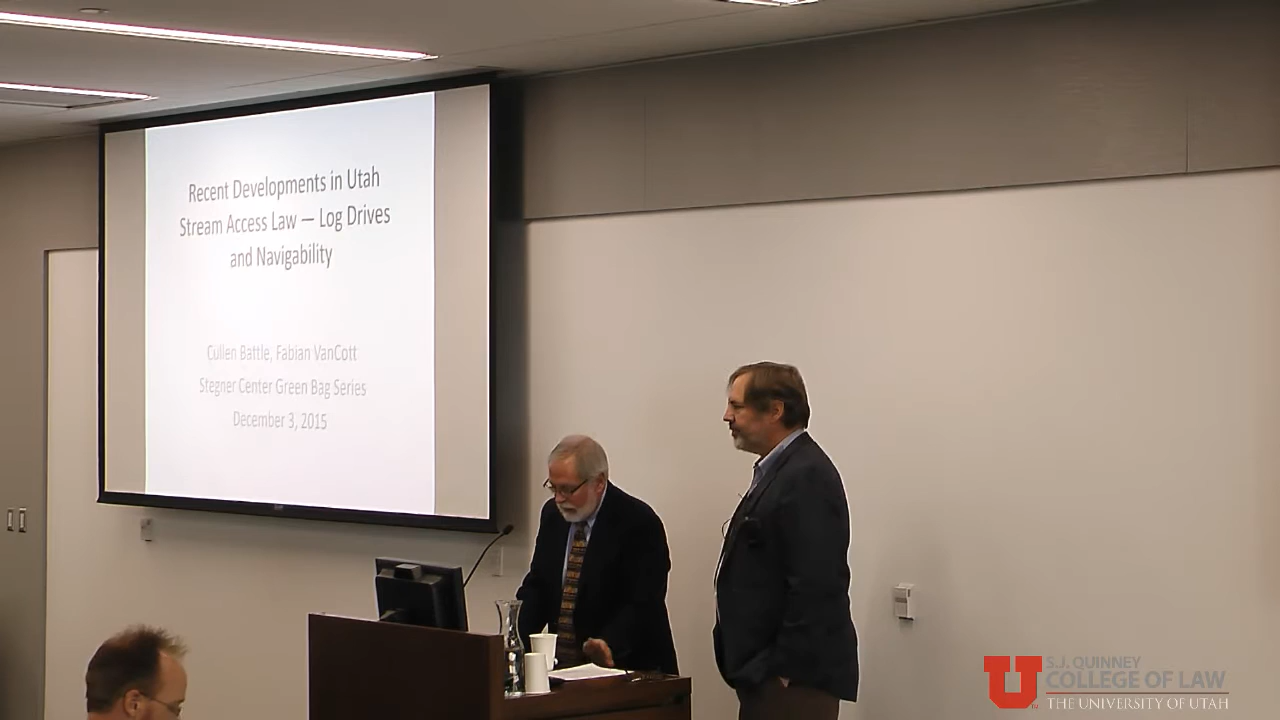 Recent Developments in Utah
Stream Access Law — Log Drives
and Navigability
Cullen Battle, Fabian VanCott
Stegner Center Green Bag Series
December 3, 2015
S.J. QUINNEY
COLLEGE OF LAW
THE UNIVERSITY OF UTAH